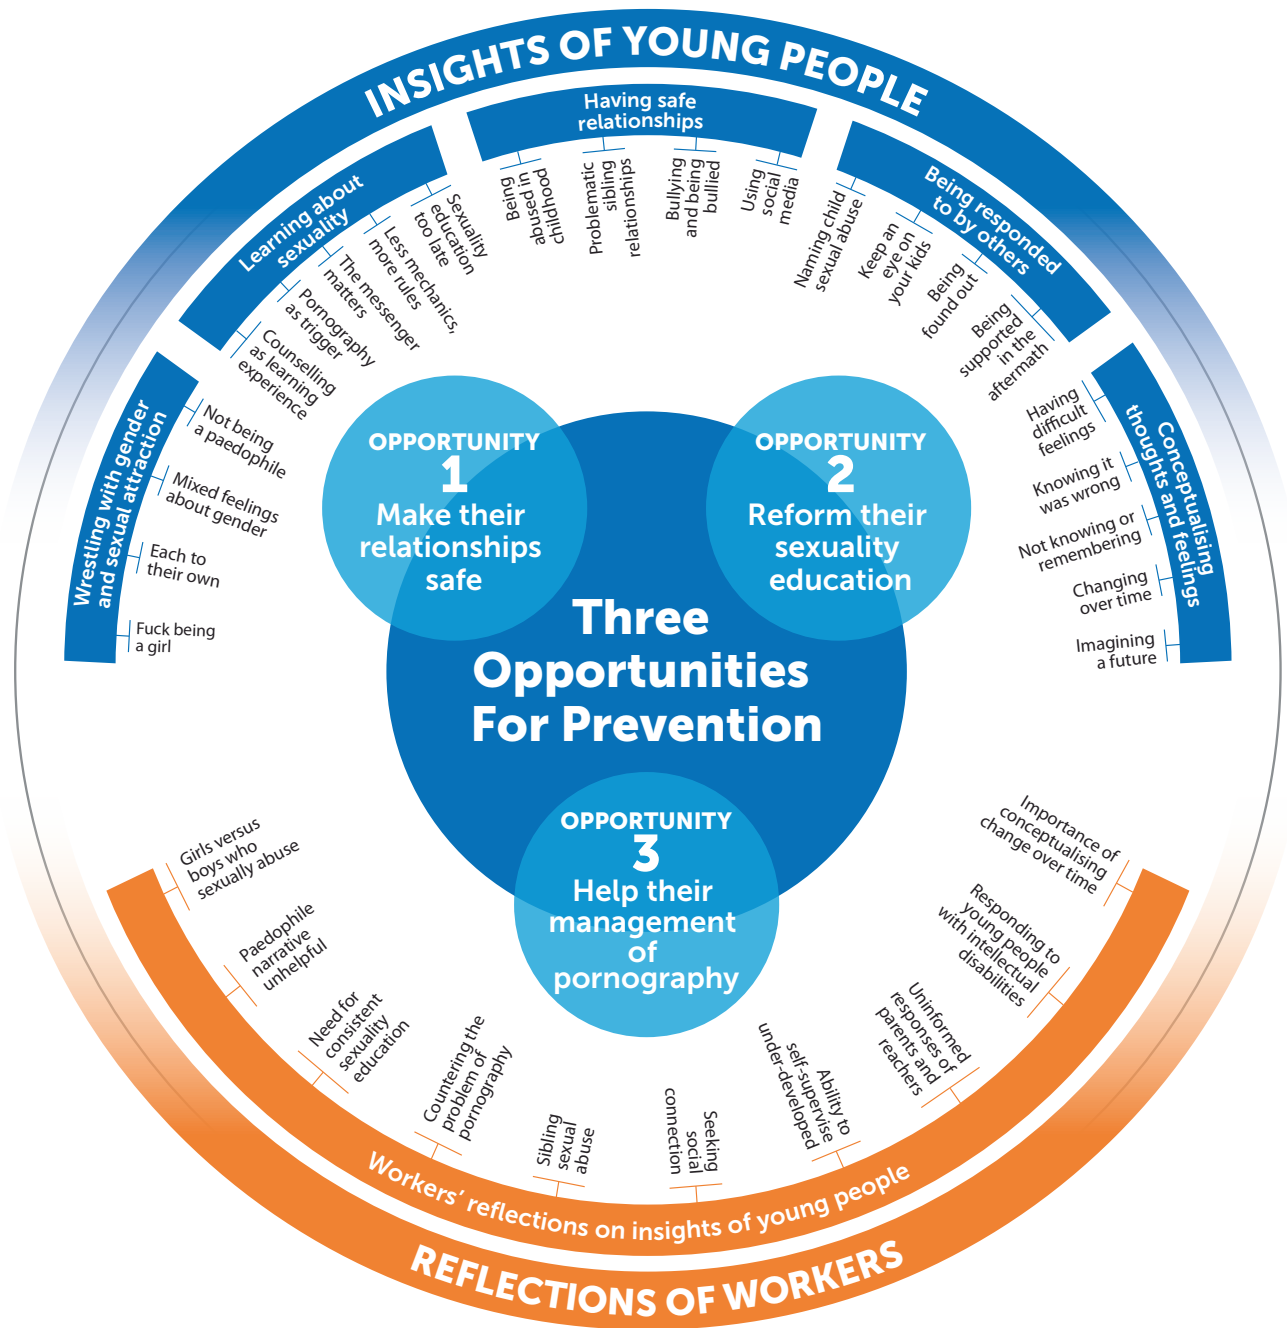 INSIGHTS OF YOUNG PEOPLE
Wrestling with gender
and sexual attraction
Fuck being
a girl
Each to
their own
Mixed feelings
about gender
Not being
a paedophile
Learning about
sexuality
Counselling
as learning
experience
Pornography
as trigger
The messenger
matters
Less mechanics,
more rules
Sexuality
education
too late
Having safe
relationships
Being
abused in
childhood
Problematic
sibling
relationships
Bullying
and being
bullied
Using
social
media
Being responded
to by others
Naming child
sexual abuse
Keep an
eye on
your kids
Being
found out
Being
supported
in the
aftermath
Conceptualising
thoughts and feelings
Having
difficult
feelings
Knowing it
was wrong
Not knowing or
remembering
Changing
over time
Imagining
a future
OPPORTUNITY
1
Make their
relationships
safe
OPPORTUNITY
2
Reform their
sexuality
education
Three
Opportunities
For Prevention
OPPORTUNITY
3
Help their
management
of
pornography
Girls versus
boys who
sexually abuse
Paedophile
narrative
unhelpful
Need for
consistent
sexuality
education
Countering the
problem of
pornography
Sibling
sexual
abuse
Seeking
social
connection
Ability to
self-supervise
under-developed
Uninformed
responses of
parents and
reachers
Responding to
young people
with intellectual
disabilities
Importance of
conceptualising
change over time
Workers' reflections on insights of young people
REFLECTIONS OF WORKERS